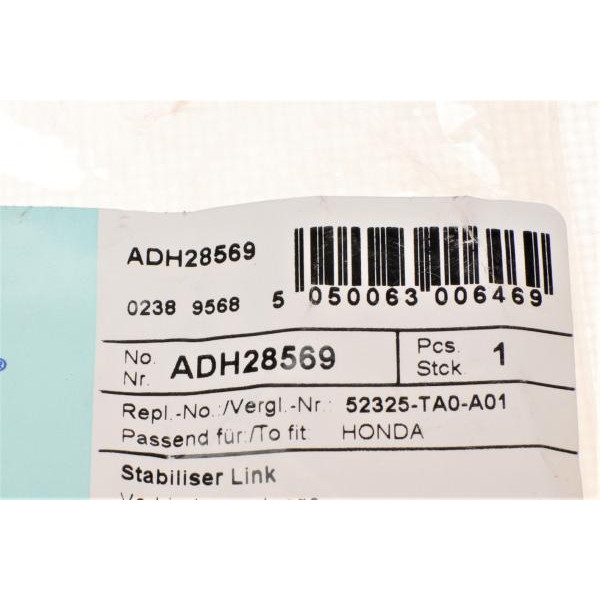 ADH28569
0238 9568 5 050063 006469
No.
Nr. ADH28569
Pcs.
Stck. 1
Repl.-No.:/Vergl.-Nr.: 52325-TA0-A01
Passend für:/To fit: HONDA
Stabiliser Link
®